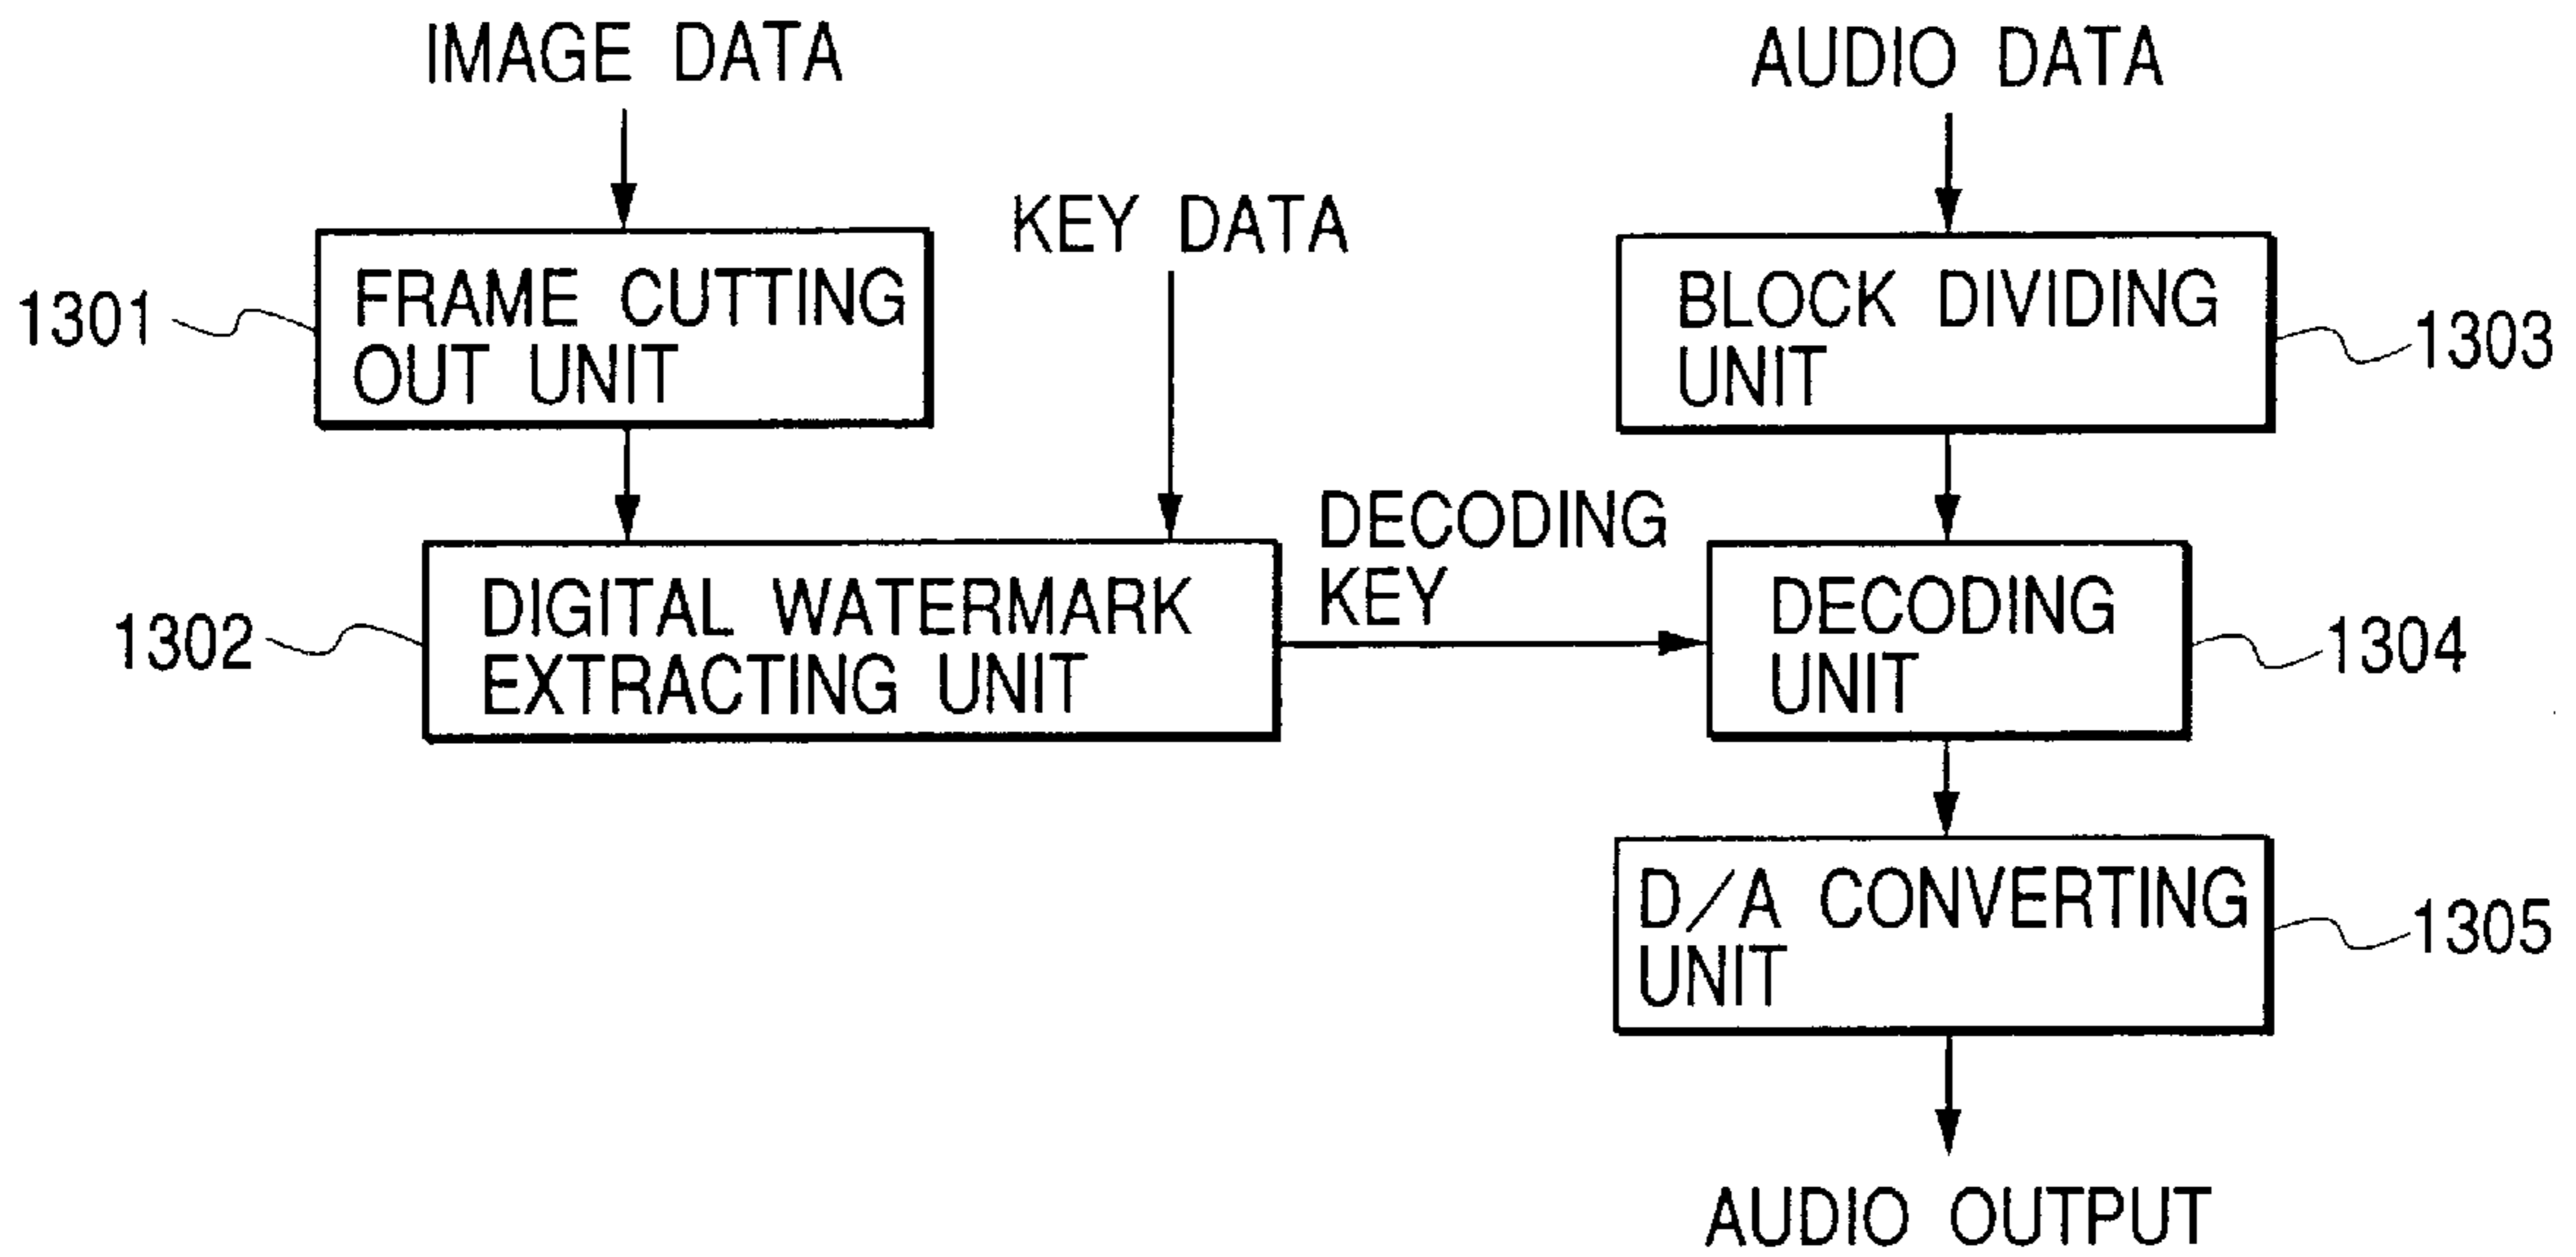 IMAGE DATA
AUDIO DATA
KEY DATA
1301
FRAME CUTTING
OUT UNIT
BLOCK DIVIDING
UNIT
1303
DECODING
KEY
1302
DIGITAL WATERMARK
EXTRACTING UNIT
DECODING
UNIT
1304
D/A CONVERTING
UNIT
1305
AUDIO OUTPUT